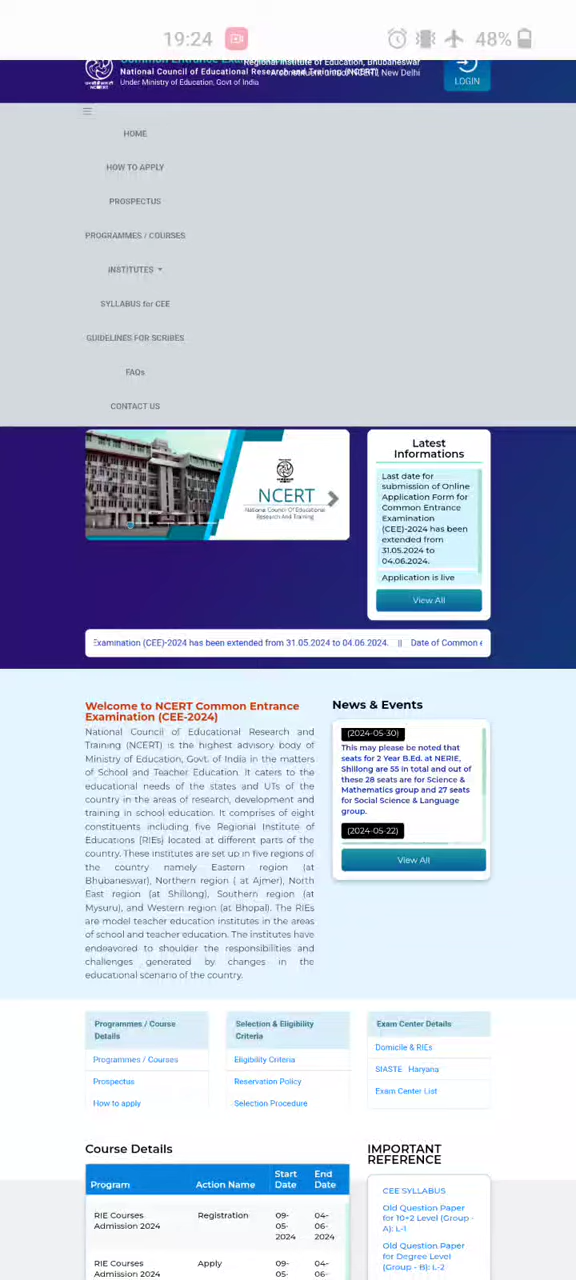 19:24
48%
Regional Institute of Education, Bhubaneswar
National Council of Educational Research and Training (NCERT)
Under Ministry of Education, Govt of India
LOGIN
HOME
HOW TO APPLY
PROSPECTUS
PROGRAMMES / COURSES
INSTITUTES
SYLLABUS for CEE
GUIDELINES FOR SCRIBES
FAQs
CONTACT US
NCERT
National Council Of Educational
Research And Training
Latest
Informations
Last date for
submission of Online
Application Form for
Common Entrance
Examination
(CEE)-2024 has been
extended from
31.05.2024 to
04.06.2024.
Application is live
View All
Examination (CEE)-2024 has been extended from 31.05.2024 to 04.06.2024. || Date of Common
Welcome to NCERT Common Entrance
Examination (CEE-2024)
National Council of Educational Research and
Training (NCERT) is the highest advisory body of
Ministry of Education, Govt. of India in the matters
of School and Teacher Education. It caters to the
educational needs of the states and UTs of the
country in the areas of research, development and
training in school education. It comprises of eight
constituents including five Regional Institute of
Educations (RIEs) located at different parts of the
country. These institutes are set up in five regions of
the country namely Eastern region (at
Bhubaneswar), Northern region ( at Ajmer), North
East region (at Shillong), Southern region (at
Mysuru), and Western region (at Bhopal). The RIEs
are model teacher education institutes in the areas
of school and teacher education. The institutes have
endeavored to shoulder the responsibilities and
challenges generated by changes in the
educational scenario of the country.
News & Events
(2024-05-30)
This may please be noted that
seats for 2 Year B.Ed. at NERIE,
Shillong are 55 in total and out of
these 28 seats are for Science &
Mathematics group and 27 seats
for Social Science & Language
group.
(2024-05-22)
View All
Programmes / Course
Details
Programmes / Courses
Prospectus
How to apply
Selection & Eligibility
Criteria
Eligibility Criteria
Reservation Policy
Selection Procedure
Exam Center Details
Domicile & RIEs
SIASTE Haryana
Exam Center List
Course Details
Program Action Name Start Date End Date
RIE Courses Admission 2024 Registration 09-05-2024 04-06-2024
RIE Courses Admission 2024 Apply 09- 04-
IMPORTANT
REFERENCE
CEE SYLLABUS
Old Question Paper
for 10+2 Level (Group -
A): L-1
Old Question Paper
for Degree Level
(Group - B): L-2